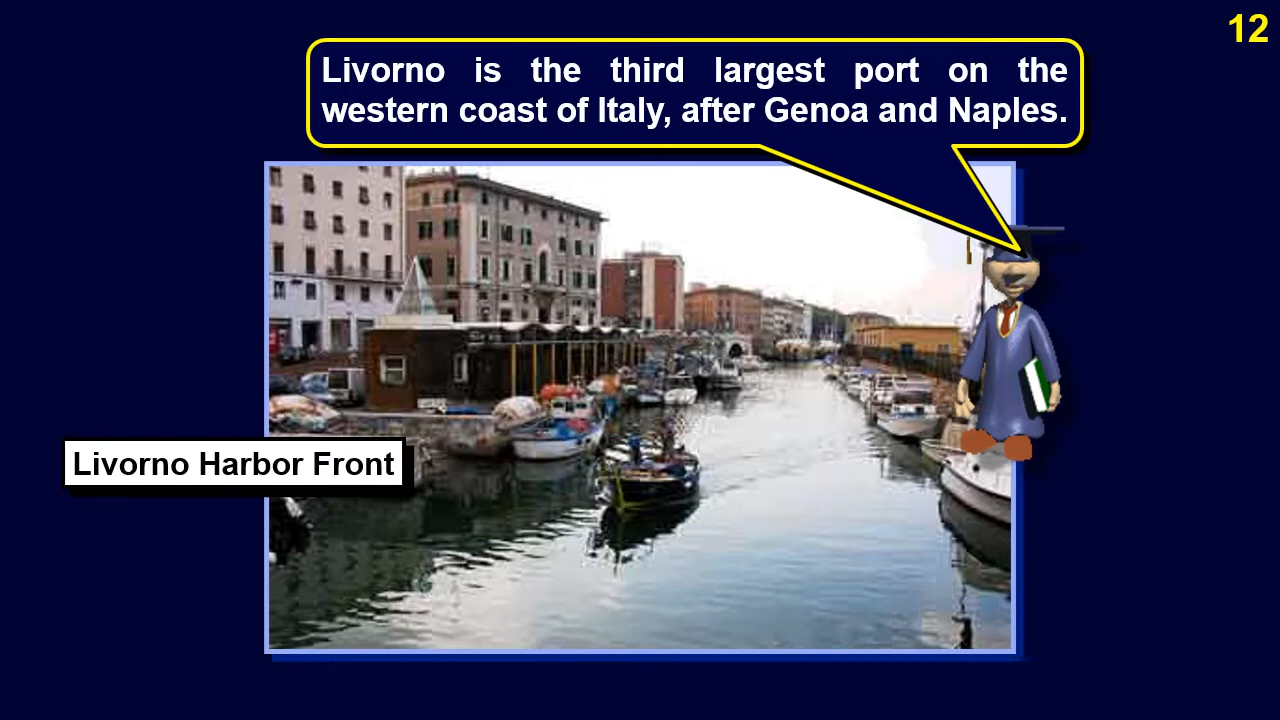 12
Livorno is the third largest port on the
western coast of Italy, after Genoa and Naples.
Livorno Harbor Front